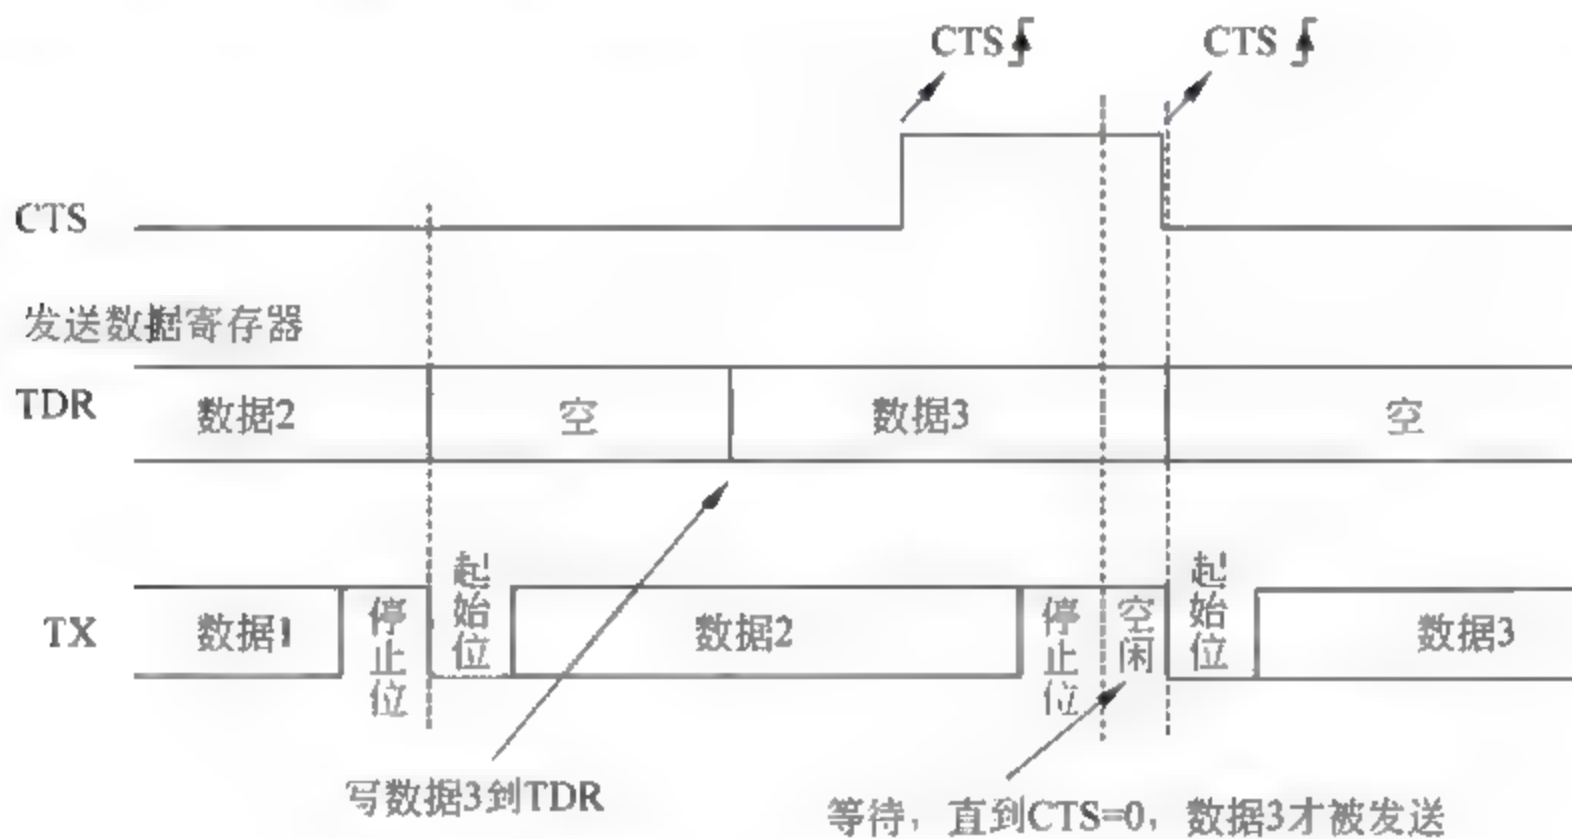 CTS CTS
CTS
发送数据寄存器
TDR 数据2 空 数据3 空
TX 数据1 停止位 起始位 数据2 停止位 空闲 起始位 数据3
写数据3到TDR
等待，直到CTS=0，数据3才被发送